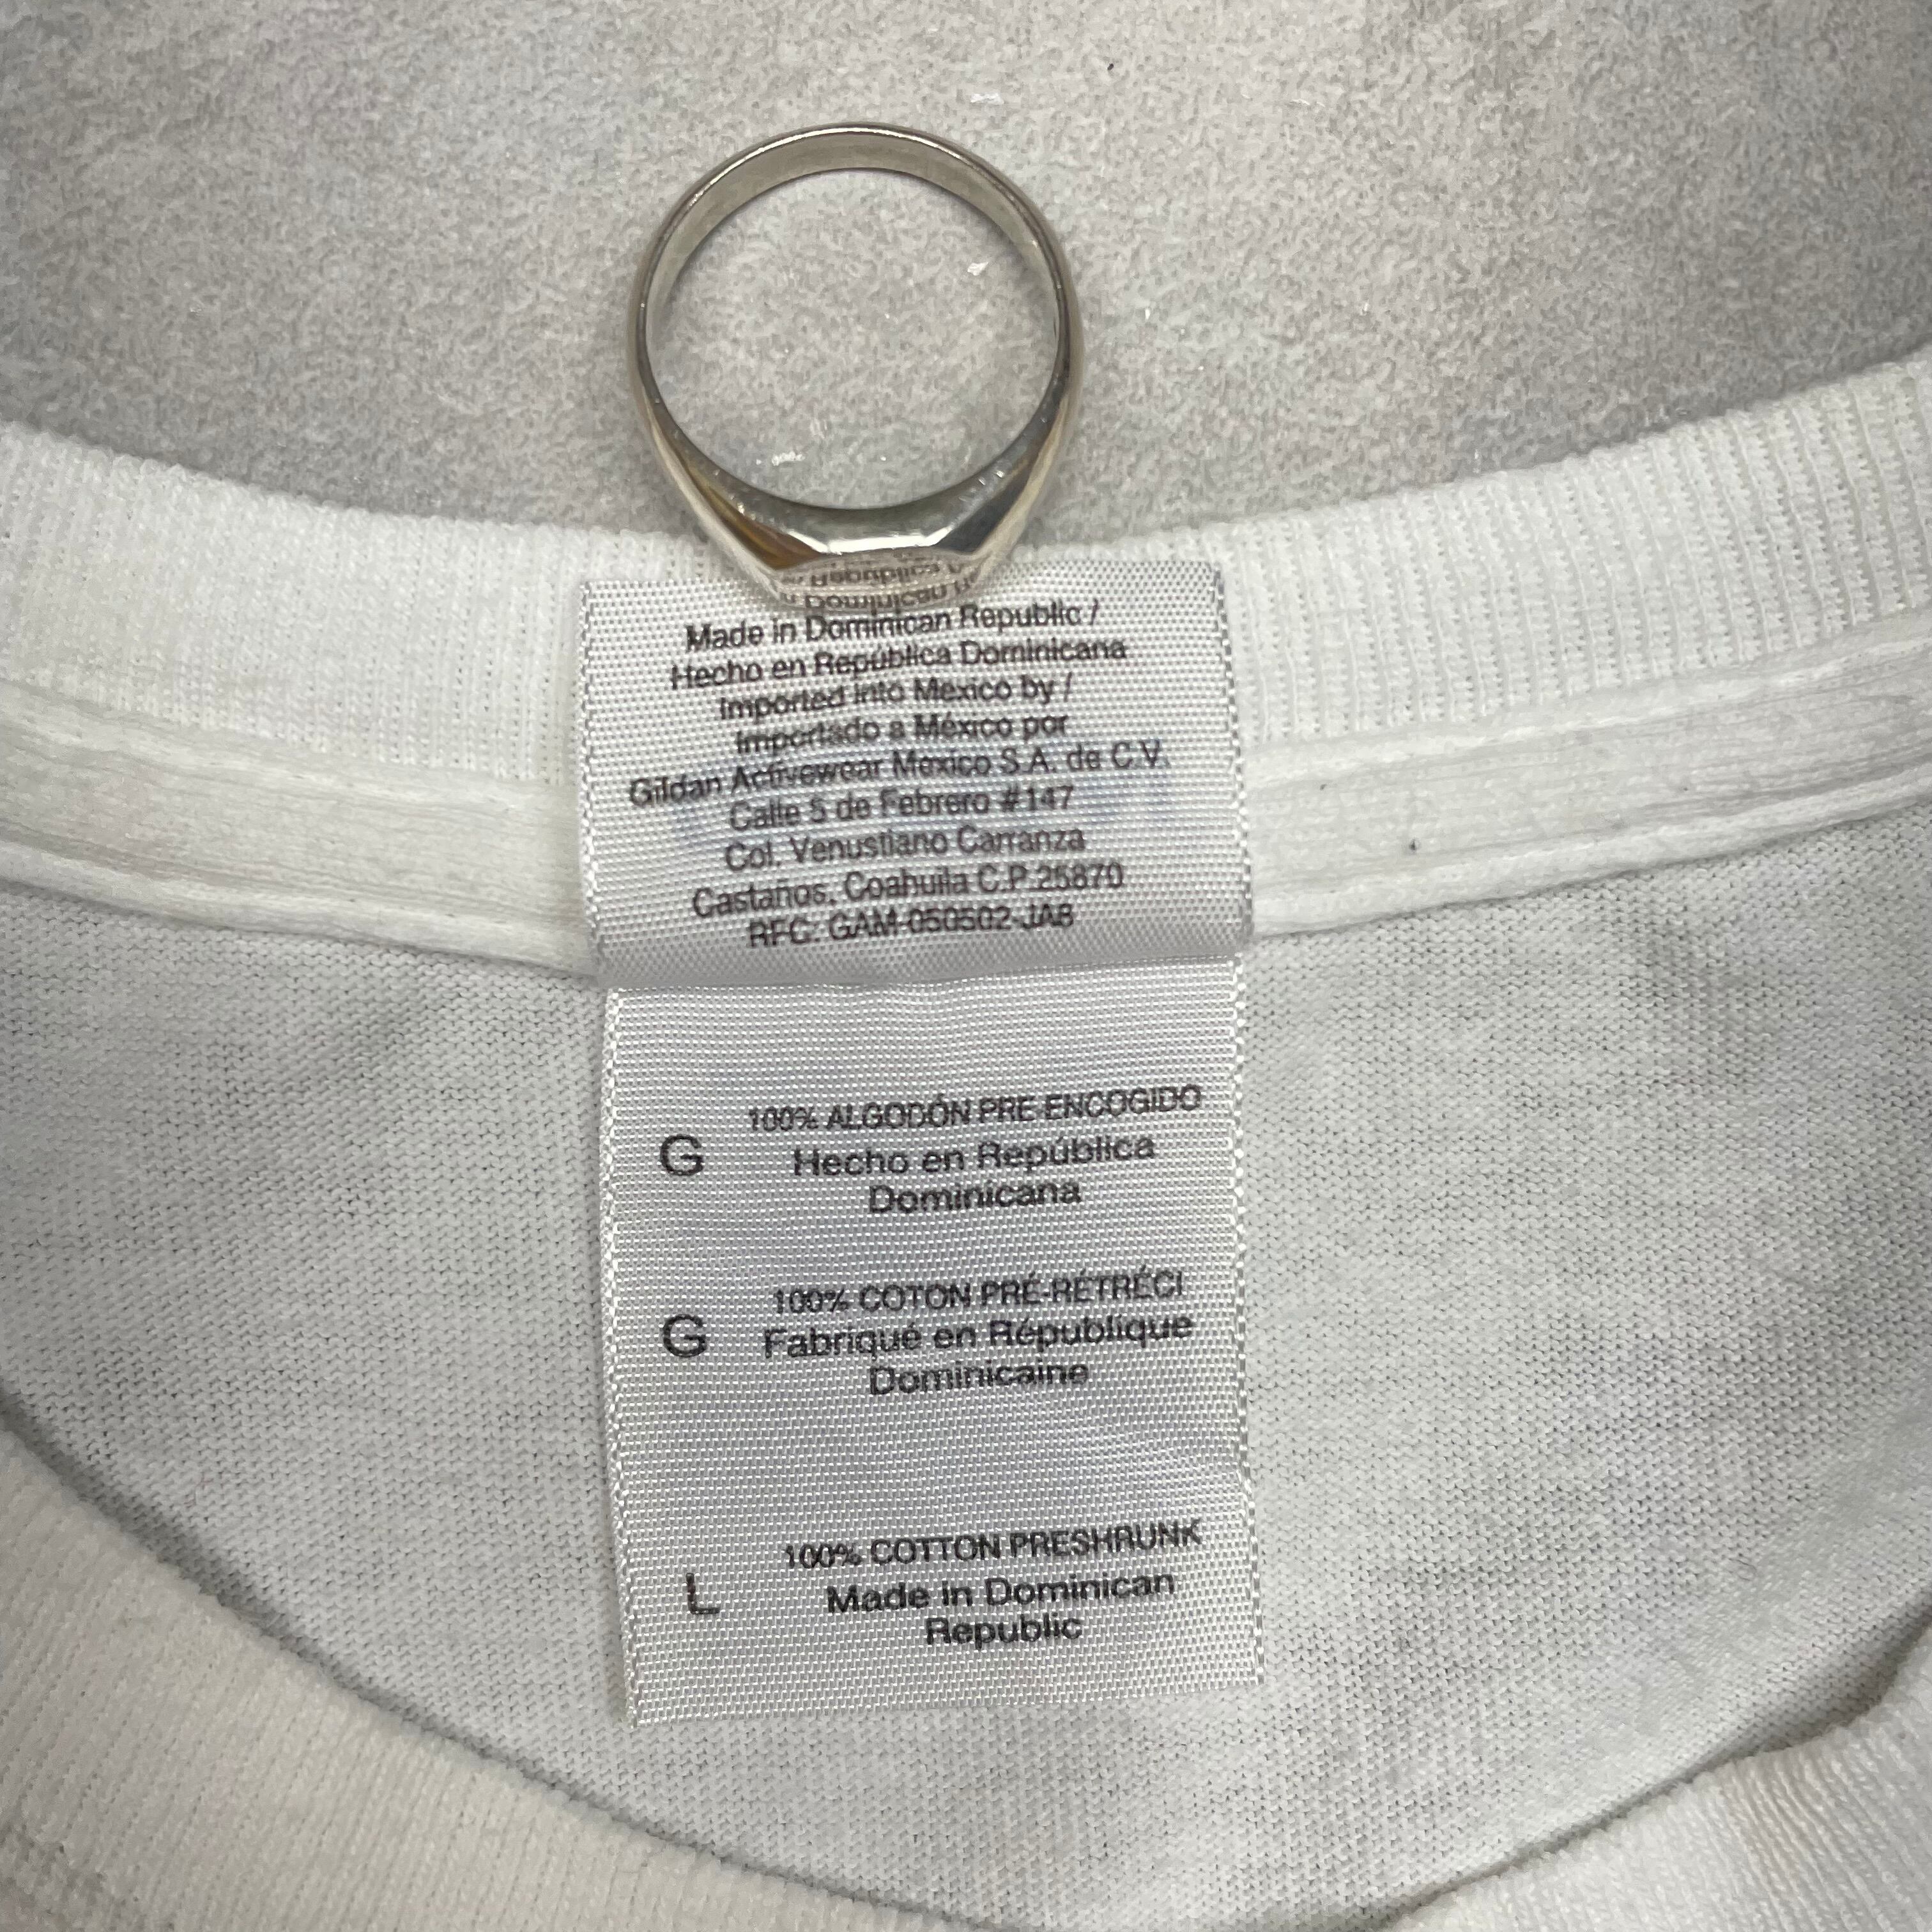 Made in Dominican Republic /
Hecho en República Dominicana
Imported into Mexico by /
Importado a México por
Gildan Activewear Mexico S.A. de C.V.
Calle 5 de Febrero #147
Col. Venustiano Carranza
Castaños, Coahuila C.P. 25870
RFC: GAM-050502-JA8
100% ALGODÓN PRE-ENCOGIDO
G Hecho en República
Dominicana
100% COTON PRÉ-RÉTRÉCI
G Fabriqué en République
Dominicaine
100% COTTON PRESHRUNK
L Made in Dominican
Republic